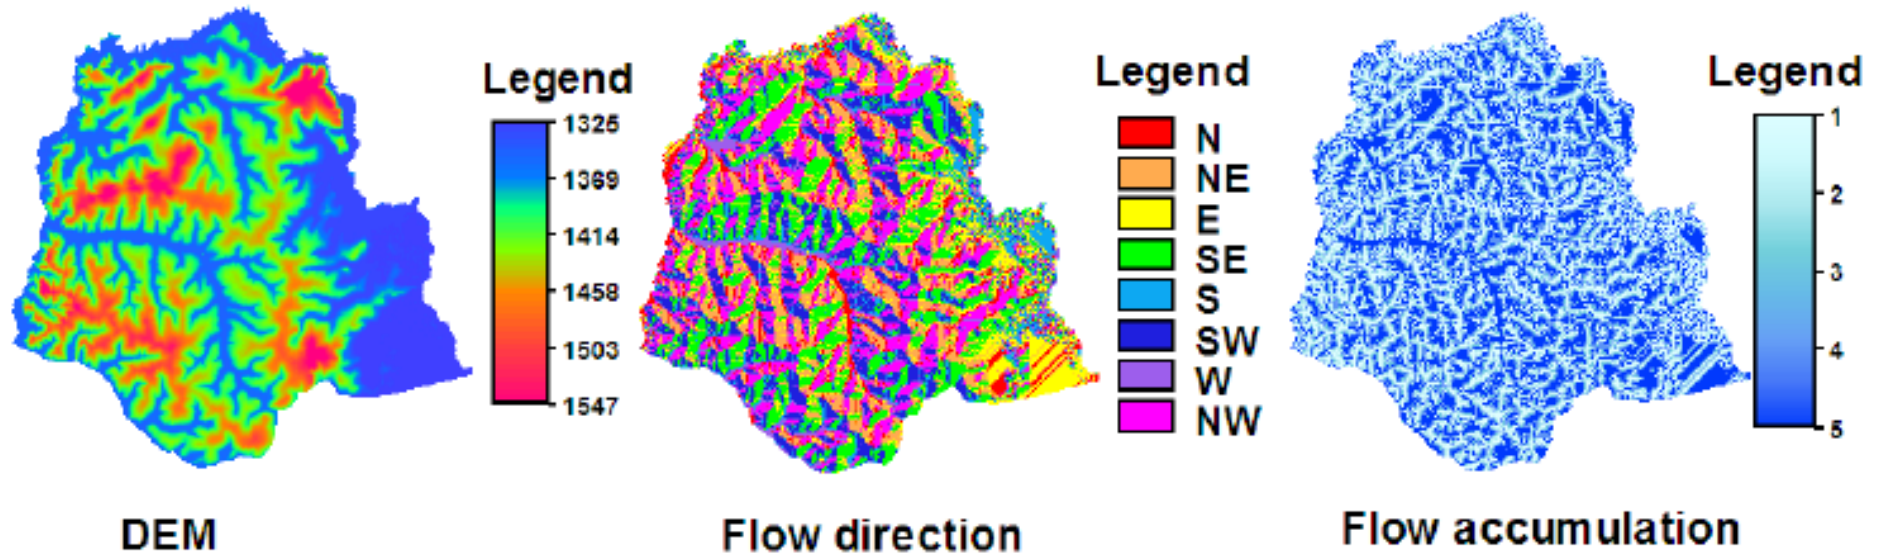 Legend
1325
1369
1414
1458
1503
1547
DEM
Legend
N
NE
E
SE
S
SW
W
NW
Flow direction
Legend
1
2
3
4
5
Flow accumulation